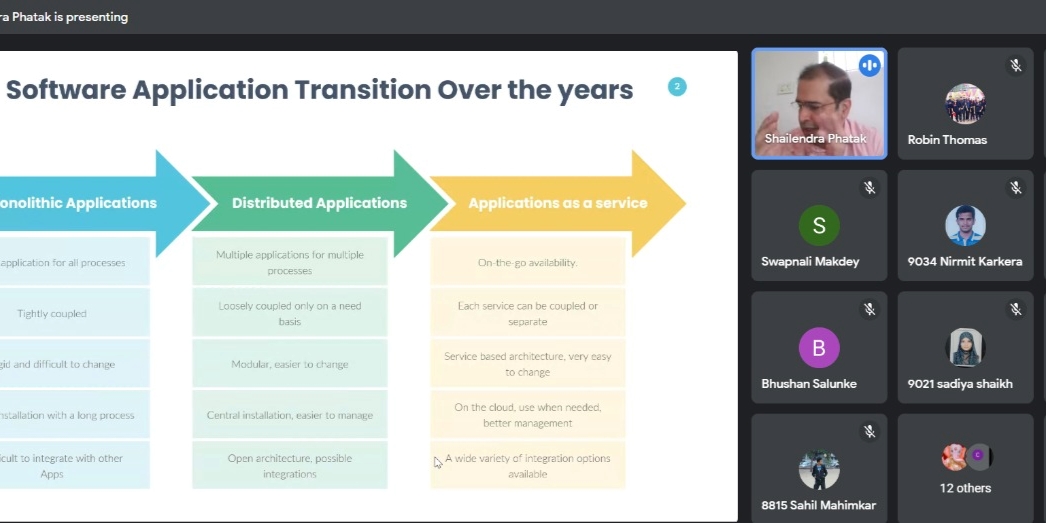 ra Phatak is presenting
Software Application Transition Over the years
2
onolithic Applications
Distributed Applications
Applications as a service
application for all processes
Multiple applications for multiple
processes
On-the-go availability.
Tightly coupled
Loosely coupled only on a need
basis
Each service can be coupled or
separate
gid and difficult to change
Modular, easier to change
Service based architecture, very easy
to change
nstallation with a long process
Central installation, easier to manage
On the cloud, use when needed,
better management
icult to integrate with other
Apps
Open architecture, possible
integrations
A wide variety of integration options
available
Shailendra Phatak
Robin Thomas
S
Swapnali Makdey
9034 Nirmit Karkera
B
Bhushan Salunke
9021 sadiya shaikh
8815 Sahil Mahimkar
C
12 others